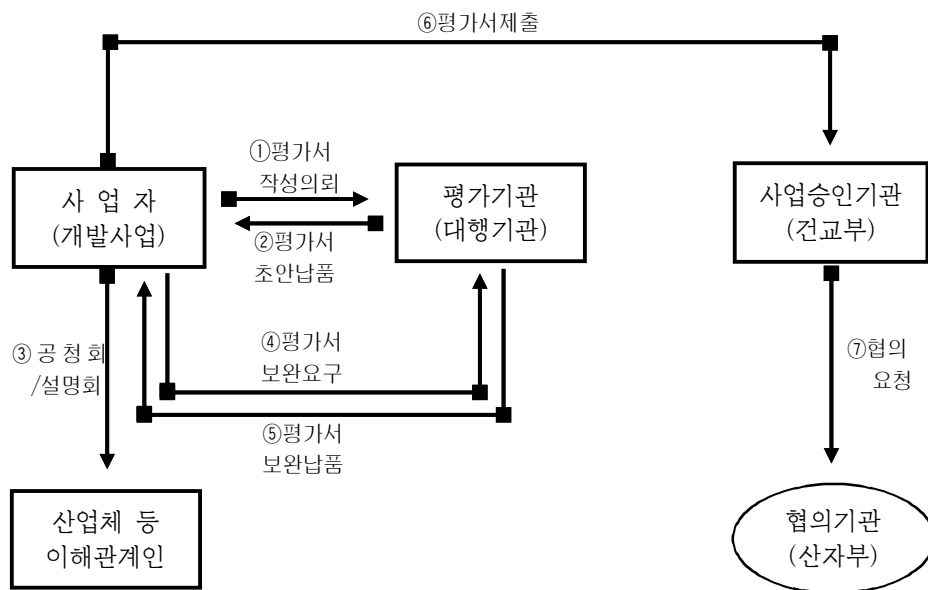 ⑥평가서제출
①평가서
작성의뢰
사 업 자
(개발사업)
평가기관
(대행기관)
사업승인기관
(건교부)
②평가서
초안납품
③공청회
/설명회
④평가서
보완요구
⑦협의
요청
⑤평가서
보완납품
산업체 등
이해관계인
협의기관
(산자부)